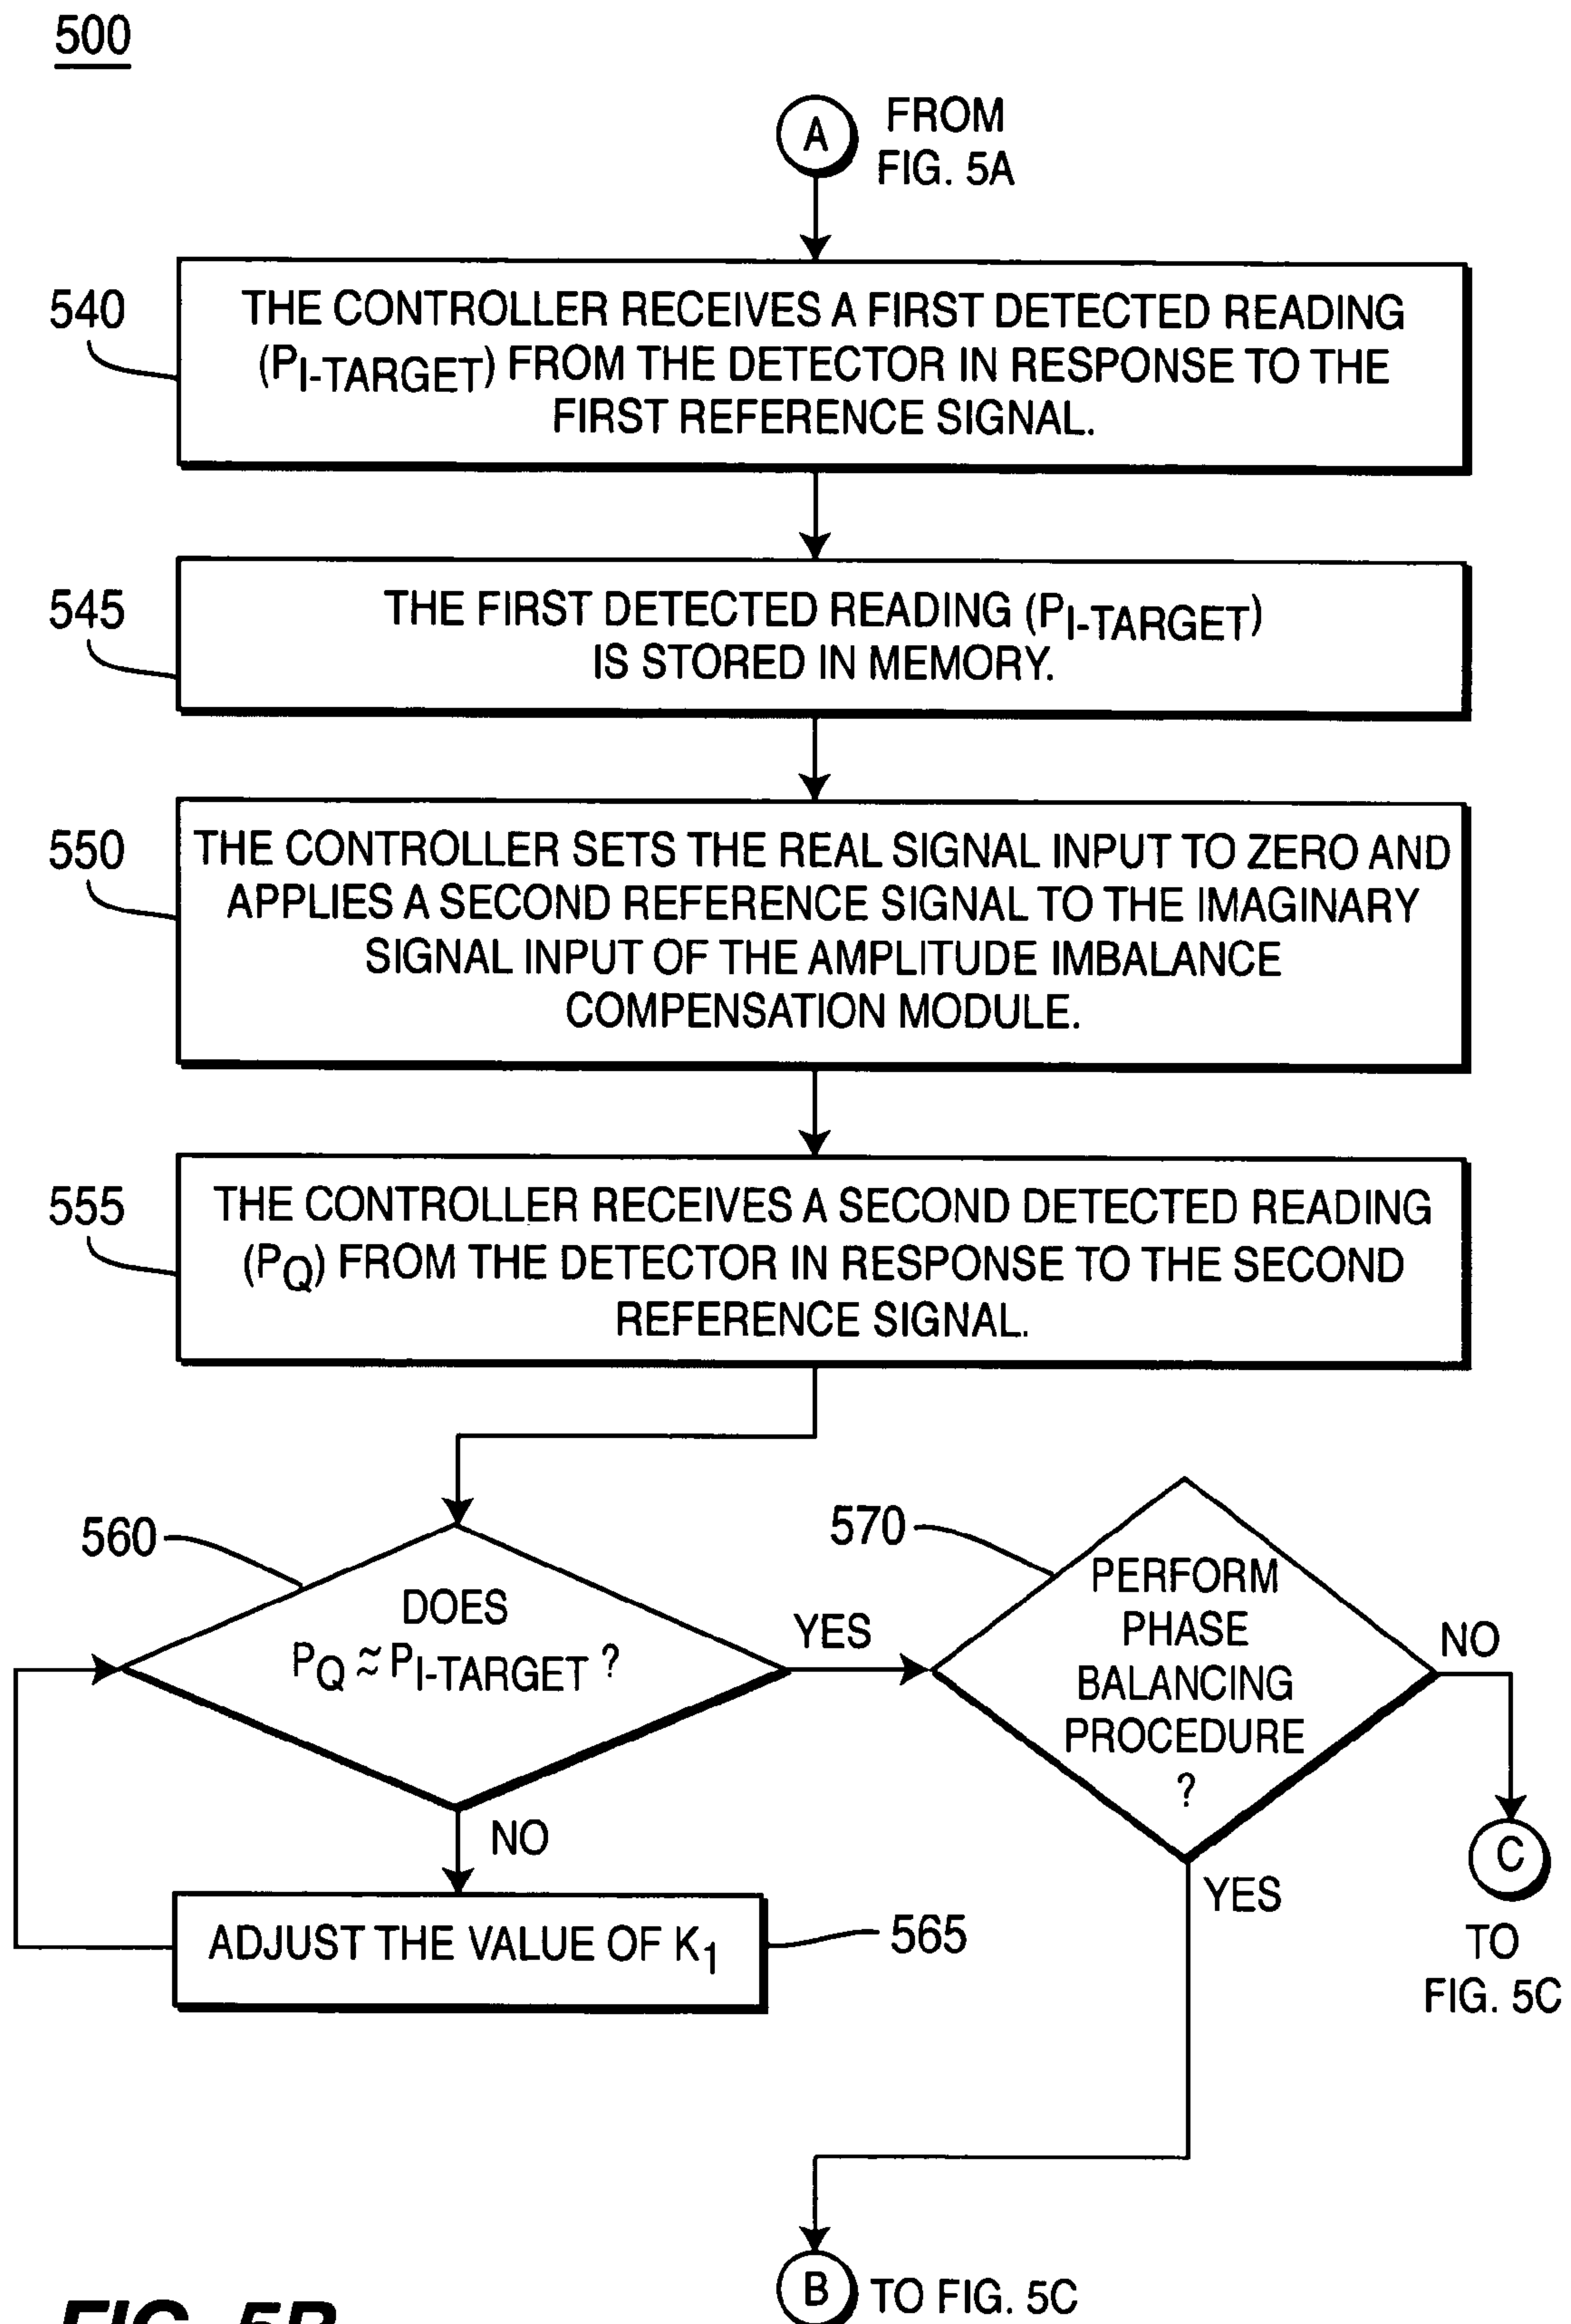 500
A
FROM
FIG. 5A
540
THE CONTROLLER RECEIVES A FIRST DETECTED READING
(PI-TARGET) FROM THE DETECTOR IN RESPONSE TO THE
FIRST REFERENCE SIGNAL.
545
THE FIRST DETECTED READING (PI-TARGET)
IS STORED IN MEMORY.
550
THE CONTROLLER SETS THE REAL SIGNAL INPUT TO ZERO AND
APPLIES A SECOND REFERENCE SIGNAL TO THE IMAGINARY
SIGNAL INPUT OF THE AMPLITUDE IMBALANCE
COMPENSATION MODULE.
555
THE CONTROLLER RECEIVES A SECOND DETECTED READING
(PQ) FROM THE DETECTOR IN RESPONSE TO THE SECOND
REFERENCE SIGNAL.
560
DOES
PQ ≈ PI-TARGET ?
YES
NO
565
ADJUST THE VALUE OF K1
570
PERFORM
PHASE
BALANCING
PROCEDURE
?
NO
C
TO
FIG. 5C
YES
B
TO FIG. 5C
FIG. 5B